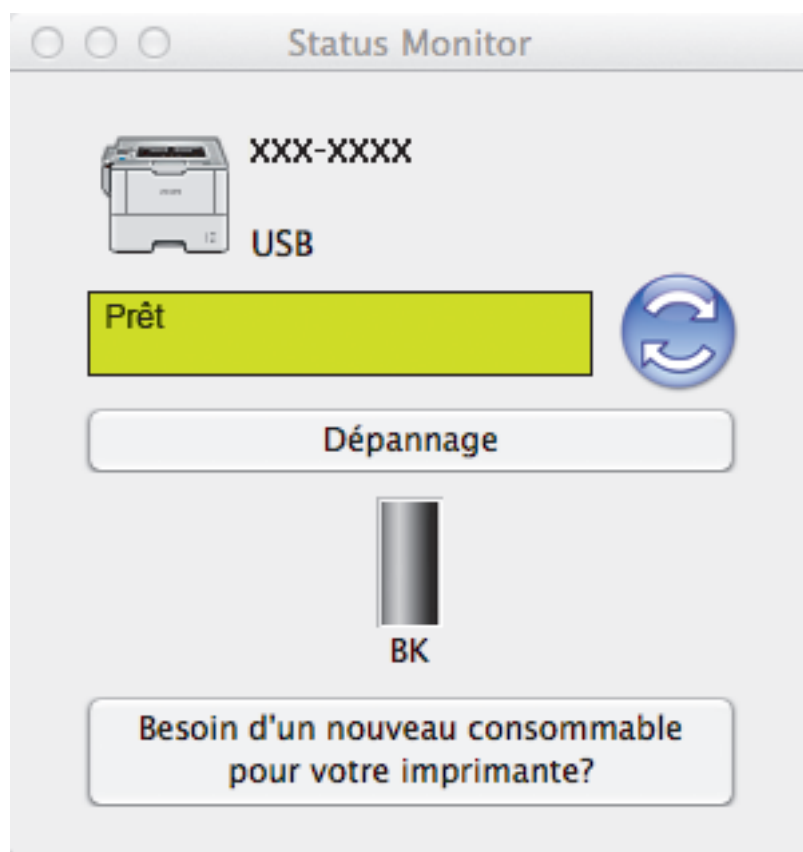 Status Monitor
XXX-XXXX
USB
Prêt
Dépannage
BK
Besoin d'un nouveau consommable
pour votre imprimante?